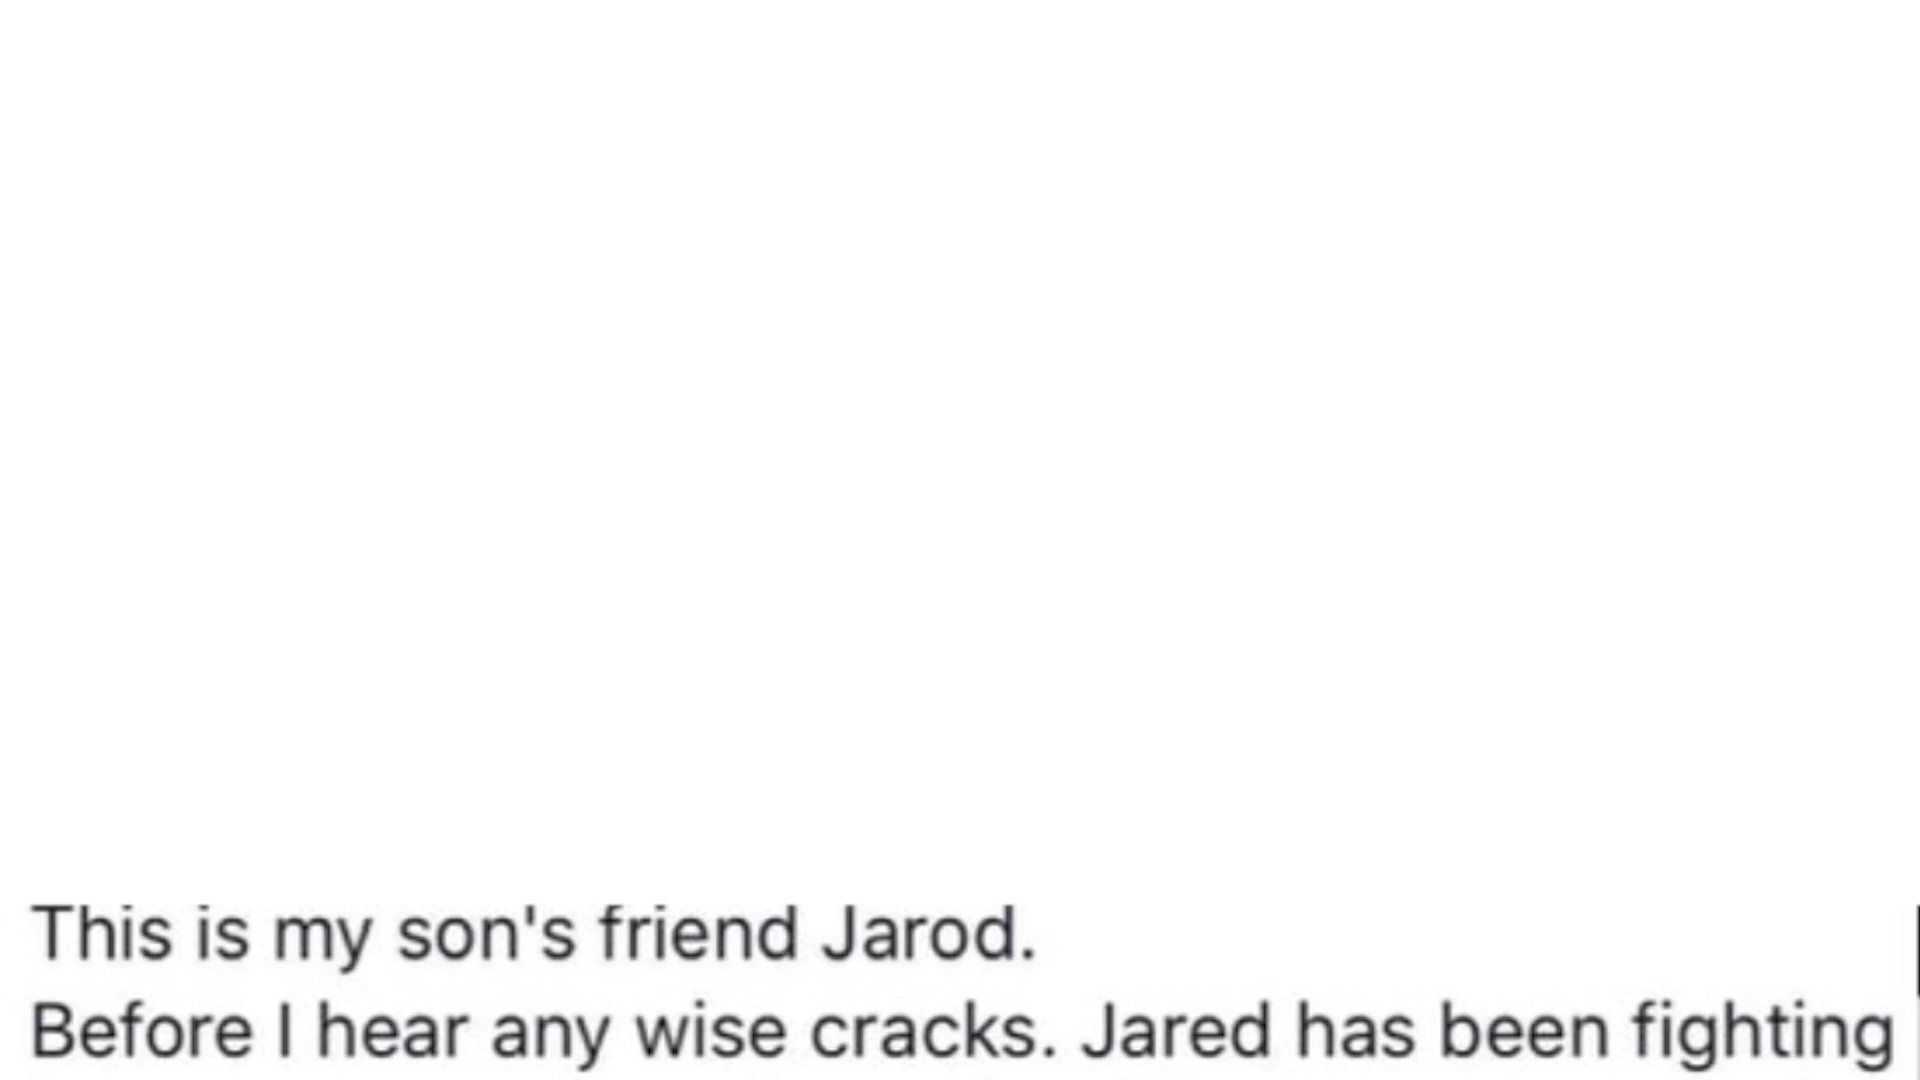 This is my son's friend Jarod.
Before I hear any wise cracks. Jared has been fighting